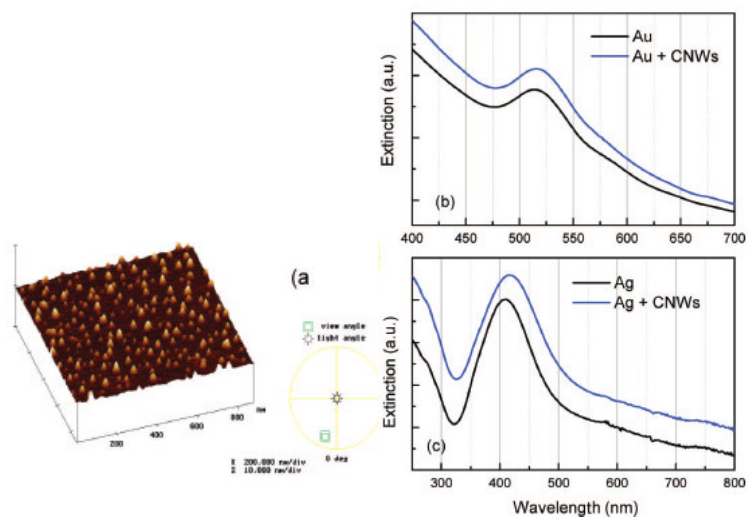 (a
view angle
light angle
200
400
600
800
NM
X 200.000 nm/div
Z 10.000 nm/div
0 deg
Extinction (a.u.)
Au
Au + CNWs
(b)
400 450 500 550 600 650 700
Extinction (a.u.)
Ag
Ag + CNWs
(c)
300 400 500 600 700 800
Wavelength (nm)